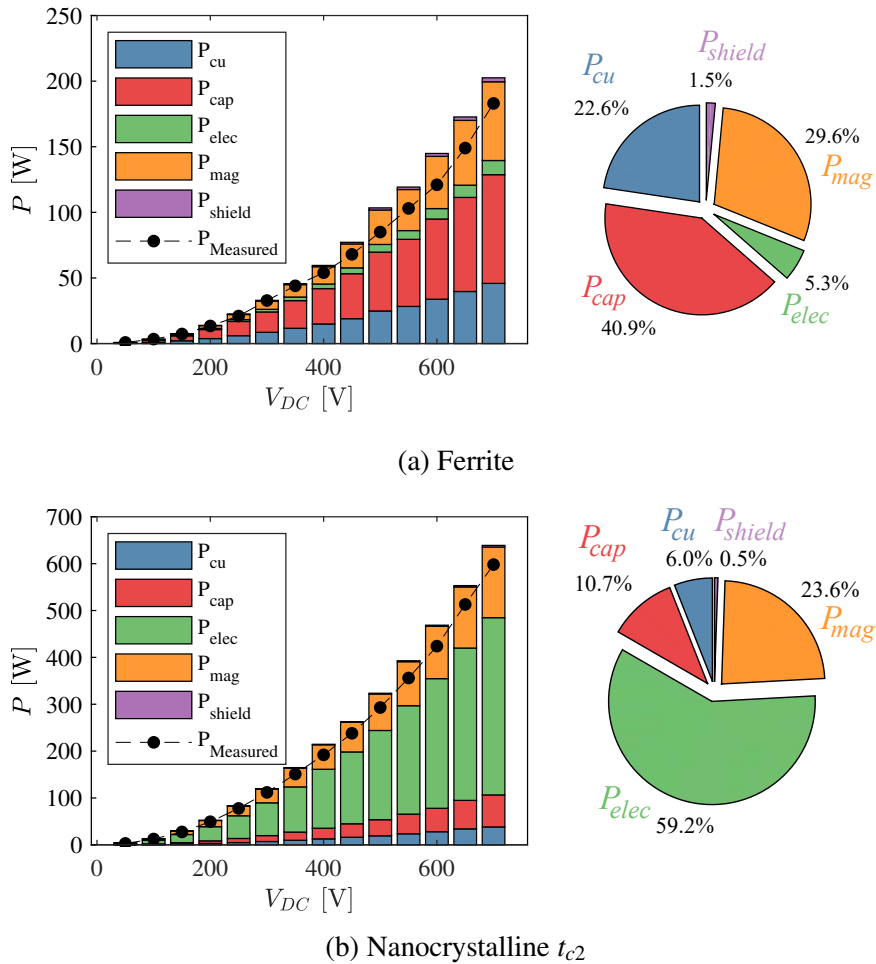 250
200
150
100
50
0
P [W]
P_cu
P_cap
P_elec
P_mag
P_shield
P_Measured
0 200 400 600
V_DC [V]
P_shield
1.5%
P_cu
22.6%
29.6%
P_mag
5.3%
P_elec
P_cap
40.9%
(a) Ferrite
700
600
500
400
300
200
100
0
P [W]
P_cu
P_cap
P_elec
P_mag
P_shield
P_Measured
0 200 400 600
V_DC [V]
P_cap
10.7%
P_cu
6.0%
P_shield
0.5%
23.6%
P_mag
P_elec
59.2%
(b) Nanocrystalline t_c2